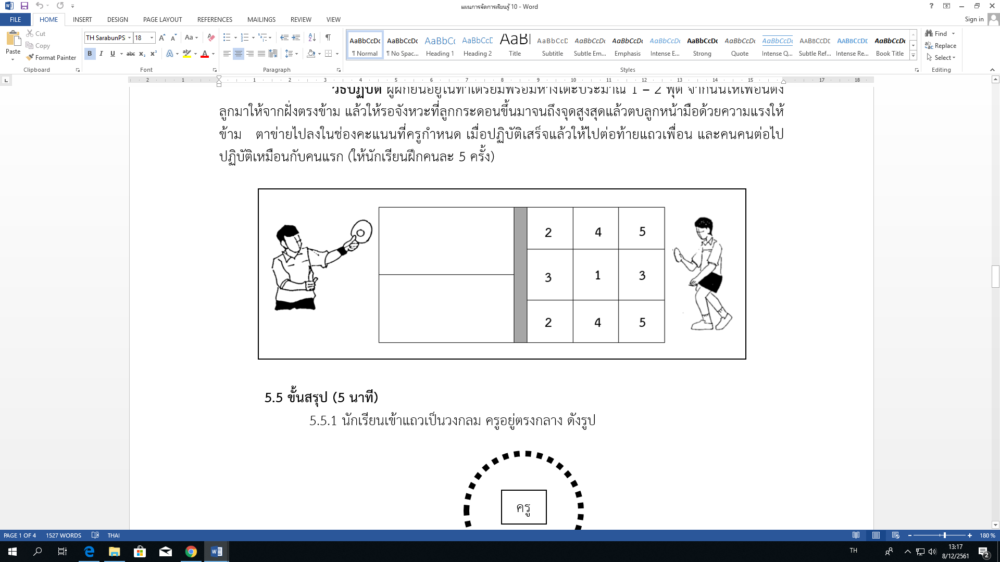 แผนการจัดการเรียนรู้ 10 - Word
FILE HOME INSERT DESIGN PAGE LAYOUT REFERENCES MAILINGS REVIEW VIEW Sign in
Cut
Copy
Paste
Format Painter
TH SarabunPS 18
AaBbCcDc AaBbCcDc AaBbCc AaBbCcD AaBl AaBbCcD AaBbCcDc AaBbCcDc AaBbCcDc AaBbCcDc AaBbCcDc AaBbCcDc AABBCCDD AABBCCDD AaBbCcDc
¶ Normal ¶ No Spac... Heading 1 Heading 2 Title Subtitle Subtle Em... Emphasis Intense E... Strong Quote Intense Q... Subtle Ref... Intense Re... Book Title
Find
Replace
Select
Clipboard Font Paragraph Styles Editing
2 1 1 2 3 4 5 6 7 8 9 10 11 12 13 14 15 17 18
วิธีปฏิบัติ ผู้ฝึกยืนอยู่ในท่าเตรียมพร้อมห่างโต๊ะประมาณ 1 – 2 ฟุต จากนั้นให้เพื่อนตั้ง
ลูกมาให้จากฝั่งตรงข้าม แล้วให้รอจังหวะที่ลูกกระดอนขึ้นมาจนถึงจุดสูงสุดแล้วตบลูกหน้ามือด้วยความแรงให้
ข้าม ตาข่ายไปลงในช่องคะแนนที่ครูกำหนด เมื่อปฏิบัติเสร็จแล้วให้ไปต่อท้ายแถวเพื่อน และคนคนต่อไป
ปฏิบัติเหมือนกับคนแรก (ให้นักเรียนฝึกคนละ 5 ครั้ง)
2 4 5
3 1 3
2 4 5
5.5 ขั้นสรุป (5 นาที)
5.5.1 นักเรียนเข้าแถวเป็นวงกลม ครูอยู่ตรงกลาง ดังรูป
ครู
PAGE 1 OF 4 1527 WORDS THAI 180 %
TH
13:17
8/12/2561
2